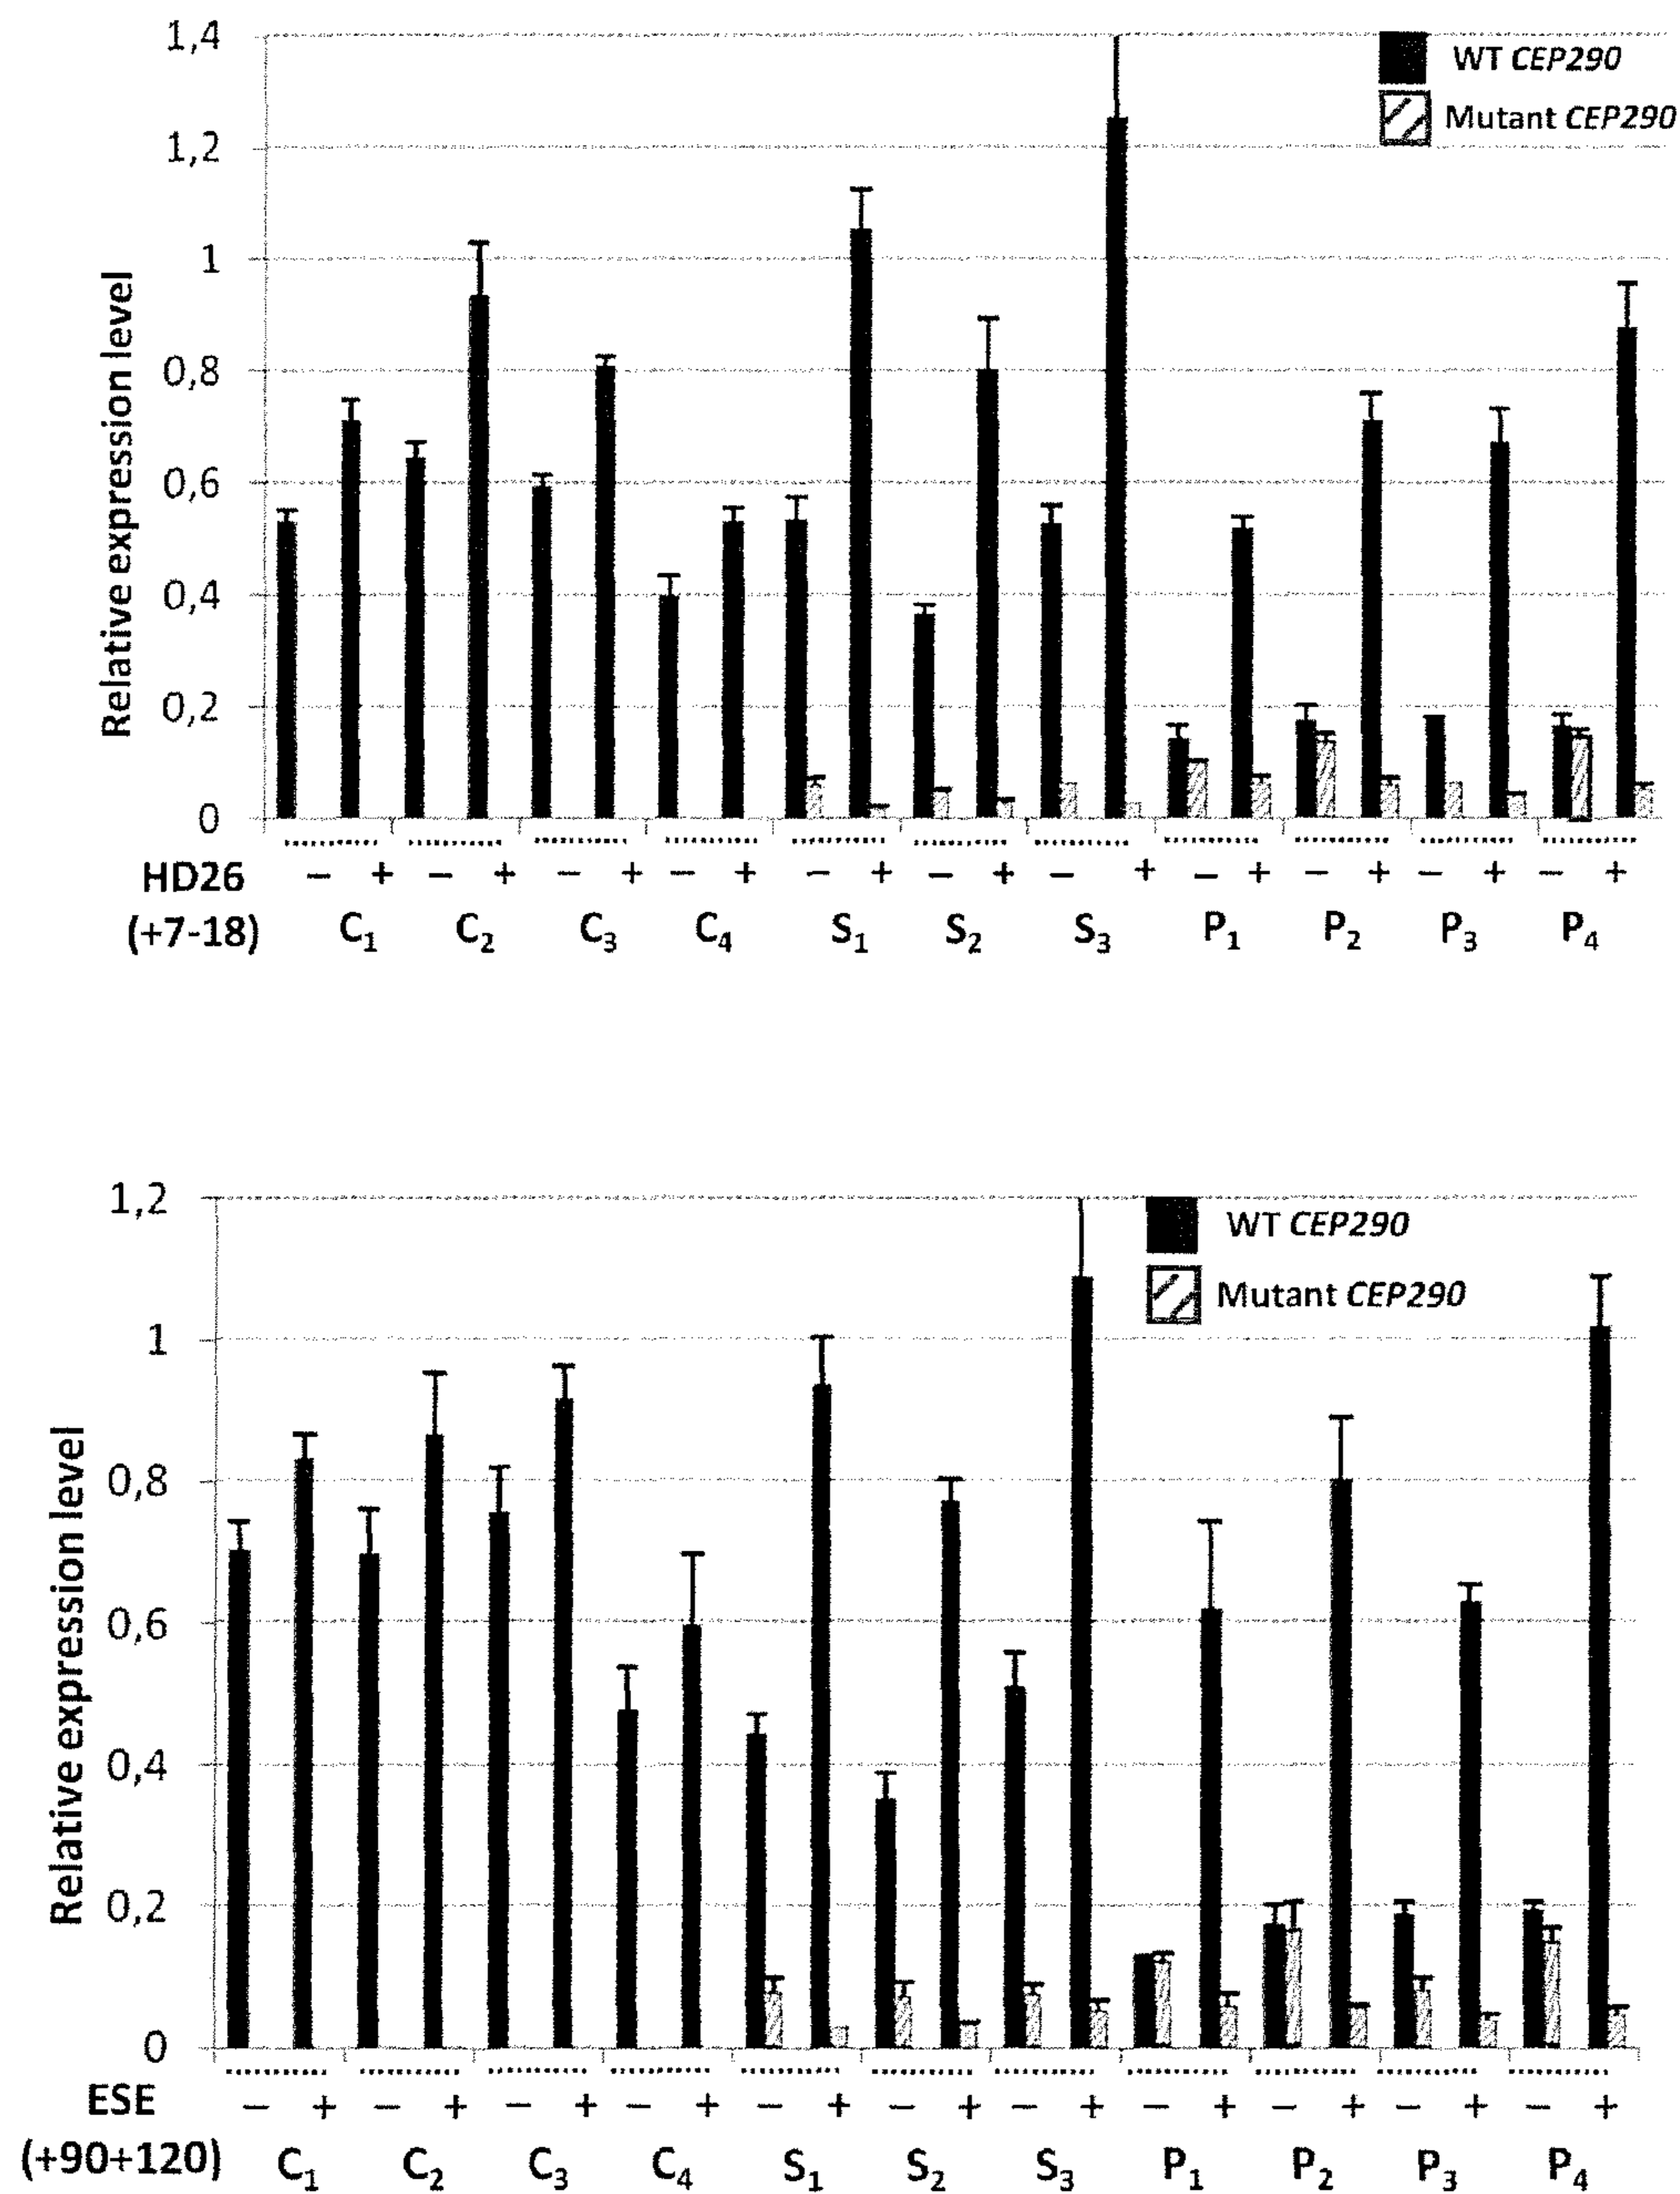 1,4
WT CEP290
Mutant CEP290
1,2
1
0,8
0,6
0,4
0,2
0
Relative expression level
HD26 − + − + − + − + − + − + − + − + − + − + − +
(+7-18) C1 C2 C3 C4 S1 S2 S3 P1 P2 P3 P4
1,2
WT CEP290
Mutant CEP290
1
0,8
0,6
0,4
0,2
0
Relative expression level
ESE − + − + − + − + − + − + − + − + − + − + − +
(+90+120) C1 C2 C3 C4 S1 S2 S3 P1 P2 P3 P4